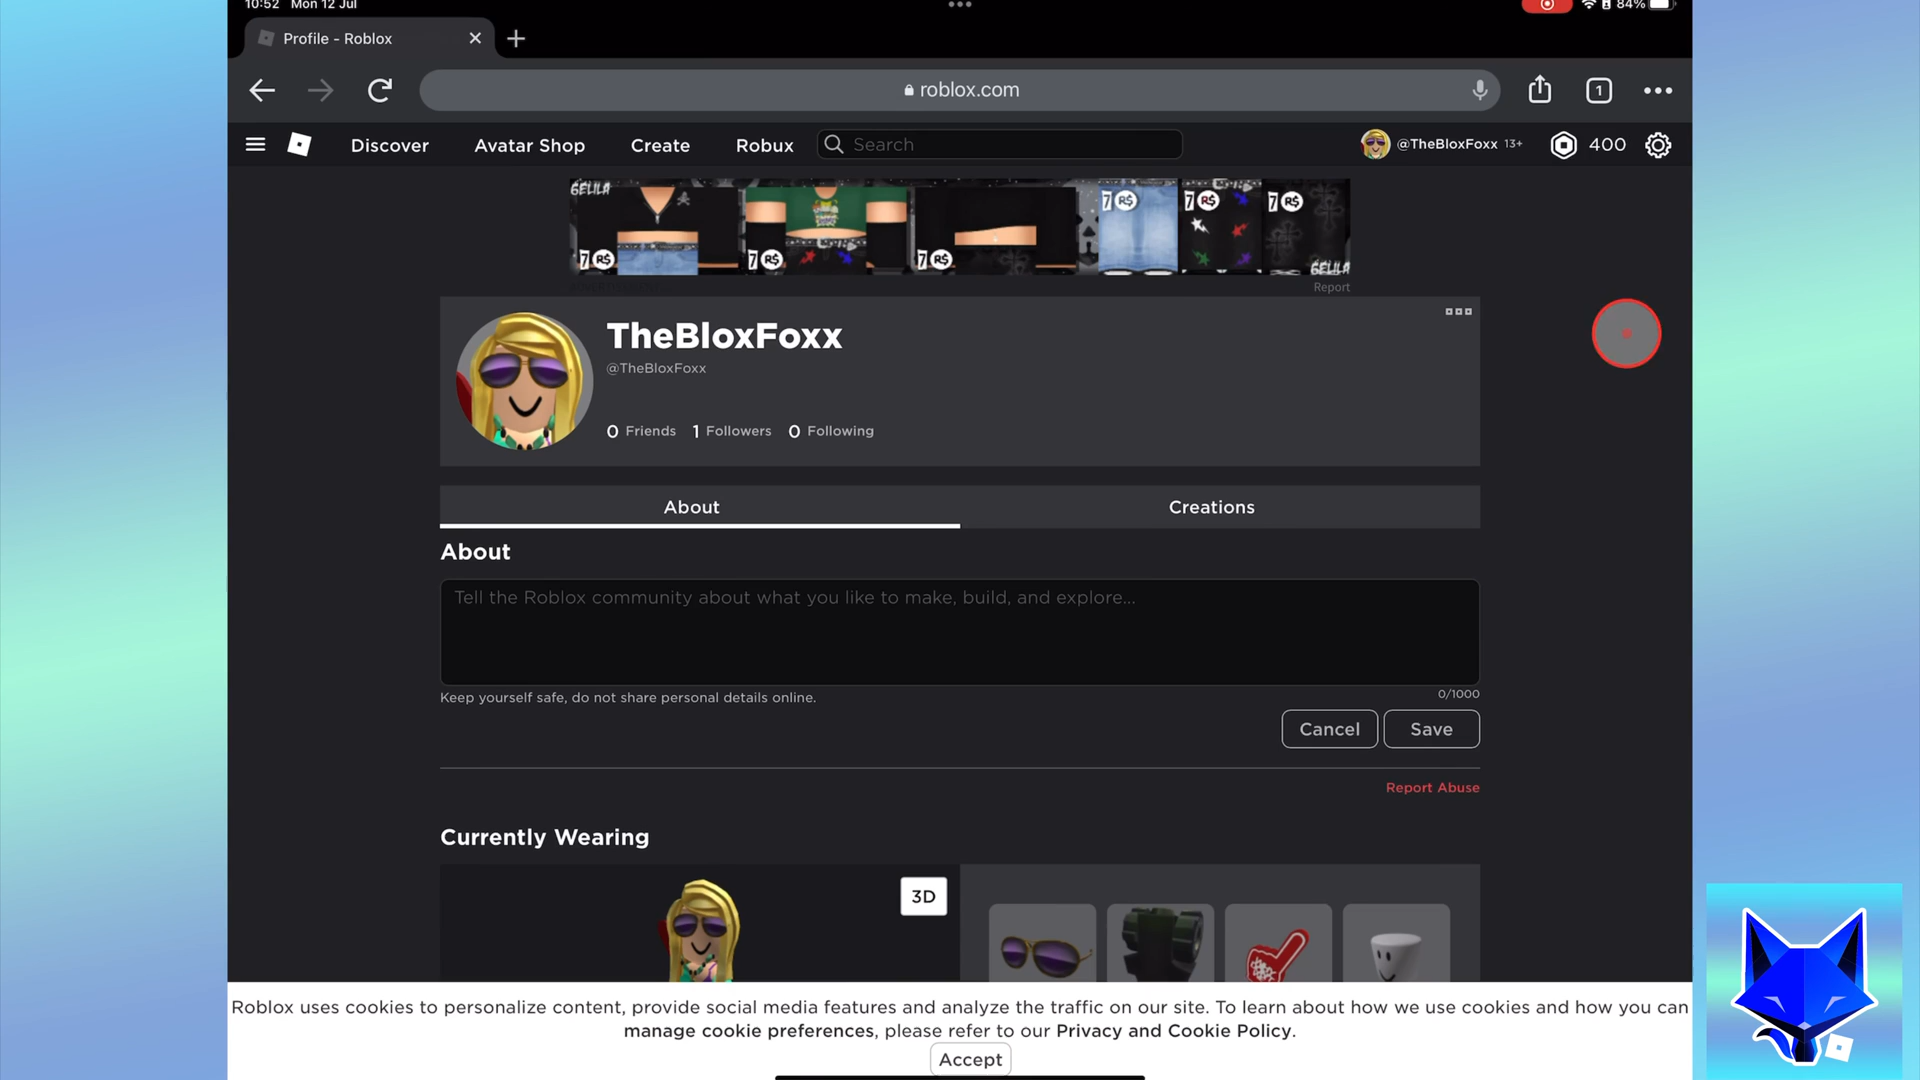 10:52 Mon 12 Jul
84%
Profile - Roblox
roblox.com
1
Discover
Avatar Shop
Create
Robux
Search
@TheBloxFoxx 13+
400
GELILA
7 R$
7 R$
7 R$
7 R$
7 R$
7 R$
GELILA
Report
TheBloxFoxx
@TheBloxFoxx
0 Friends 1 Followers 0 Following
About
Creations
About
Tell the Roblox community about what you like to make, build, and explore...
Keep yourself safe, do not share personal details online.
0/1000
Cancel
Save
Report Abuse
Currently Wearing
3D
Roblox uses cookies to personalize content, provide social media features and analyze the traffic on our site. To learn about how we use cookies and how you can
manage cookie preferences, please refer to our Privacy and Cookie Policy.
Accept